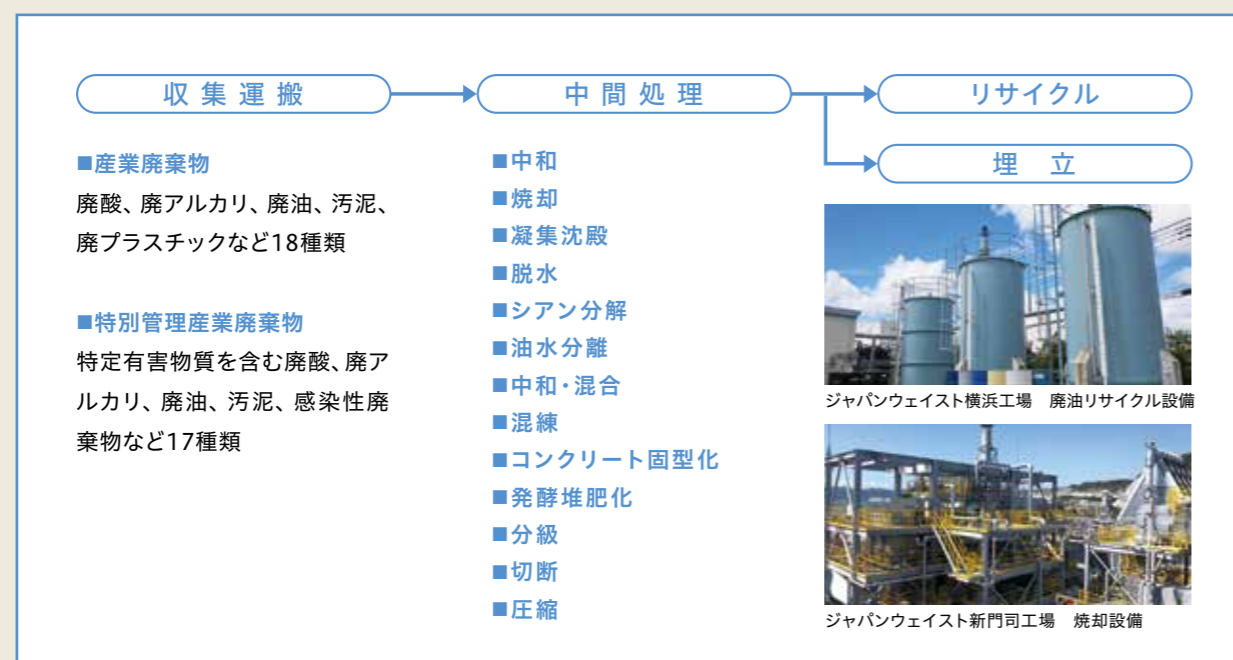 収集運搬
中間処理
リサイクル
埋立
■産業廃棄物
廃酸、廃アルカリ、廃油、汚泥、
廃プラスチックなど18種類
■特別管理産業廃棄物
特定有害物質を含む廃酸、廃ア
ルカリ、廃油、汚泥、感染性廃
棄物など17種類
■中和
■焼却
■凝集沈殿
■脱水
■シアン分解
■油水分離
■中和・混合
■混練
■コンクリート固型化
■発酵堆肥化
■分級
■切断
■圧縮
ジャパンウェイスト横浜工場　廃油リサイクル設備
ジャパンウェイスト新門司工場　焼却設備